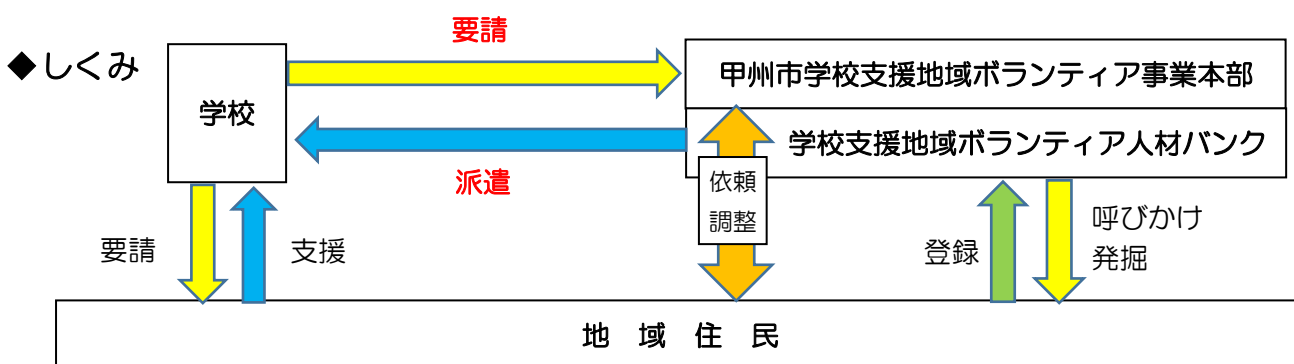 ◆しくみ
要請
学校
甲州市学校支援地域ボランティア事業本部
学校支援地域ボランティア人材バンク
派遣
依頼
調整
要請
支援
登録
呼びかけ
発掘
地 域 住 民